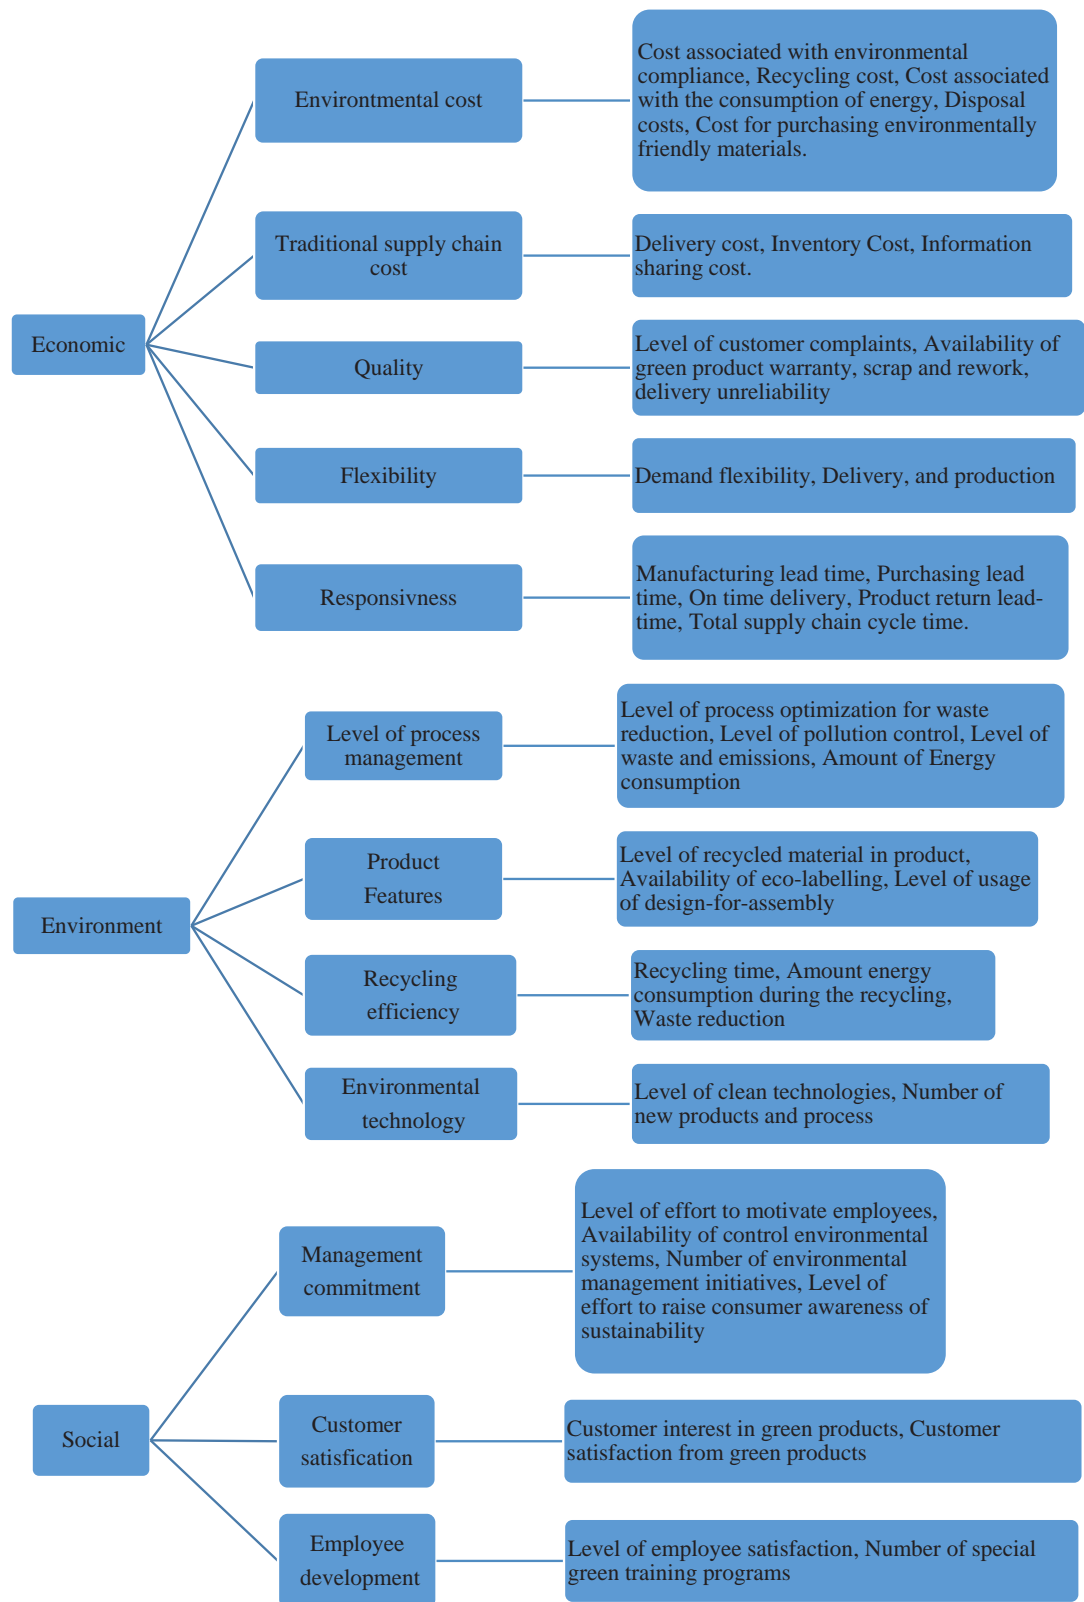 Economic
Environtmental cost
Cost associated with environmental
compliance, Recycling cost, Cost associated
with the consumption of energy, Disposal
costs, Cost for purchasing environmentally
friendly materials.
Traditional supply chain
cost
Delivery cost, Inventory Cost, Information
sharing cost.
Quality
Level of customer complaints, Availability of
green product warranty, scrap and rework,
delivery unreliability
Flexibility
Demand flexibility, Delivery, and production
Responsivness
Manufacturing lead time, Purchasing lead
time, On time delivery, Product return lead-
time, Total supply chain cycle time.
Environment
Level of process
management
Level of process optimization for waste
reduction, Level of pollution control, Level of
waste and emissions, Amount of Energy
consumption
Product
Features
Level of recycled material in product,
Availability of eco-labelling, Level of usage
of design-for-assembly
Recycling
efficiency
Recycling time, Amount energy
consumption during the recycling,
Waste reduction
Environmental
technology
Level of clean technologies, Number of
new products and process
Social
Management
commitment
Level of effort to motivate employees,
Availability of control environmental
systems, Number of environmental
management initiatives, Level of
effort to raise consumer awareness of
sustainability
Customer
satisfication
Customer interest in green products, Customer
satisfaction from green products
Employee
development
Level of employee satisfaction, Number of special
green training programs